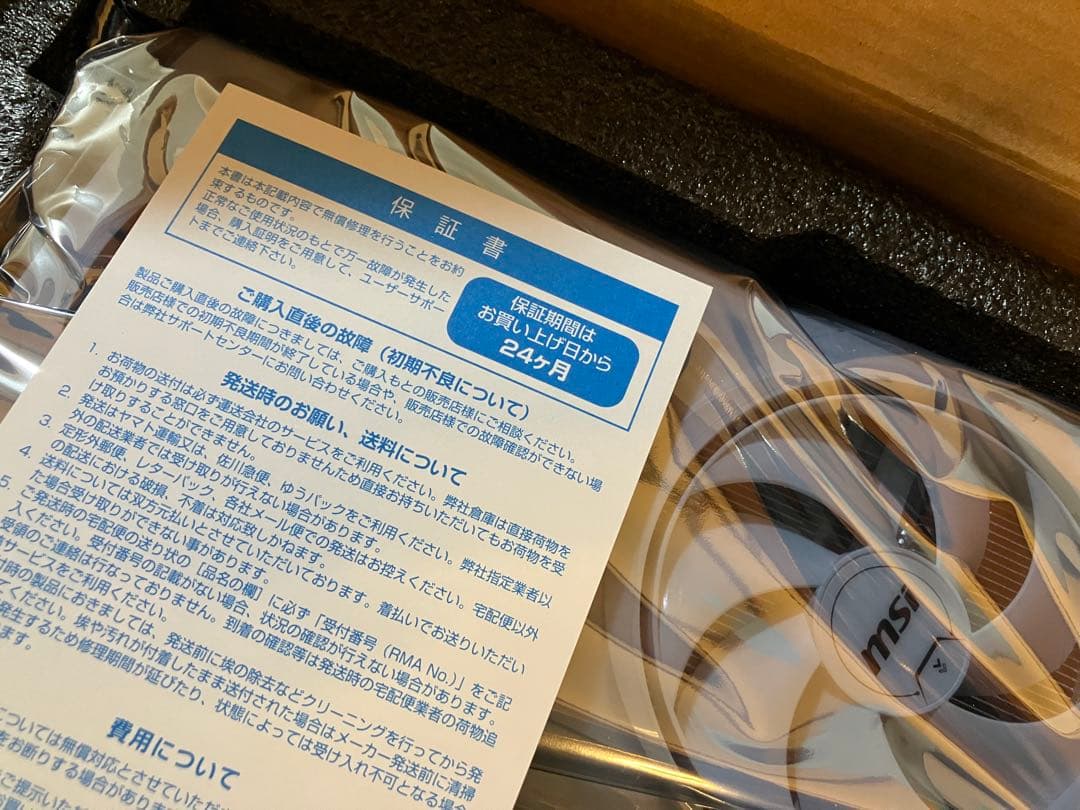 保証書
本書は本記載内容で無償修理を行うことをお約
束するものです。
正常なご使用状況のもとで万一故障が発生した
場合、購入証明をご用意して、ユーザーサポー
トまでご連絡下さい。
保証期間は
お買い上げ日から
24ヶ月
ご購入直後の故障（初期不良について）
製品ご購入直後の故障につきましては、ご購入もとの販売店様にご相談ください。
販売店様での初期不良期間が終了している場合や、販売店様での故障確認ができない場
合は弊社サポートセンターにお問い合わせください。
発送時のお願い、送料について
1. お荷物の送付は必ず運送会社のサービスをご利用ください。弊社倉庫は直接荷物を
お預かりする窓口をご用意しておりませんため直接お持ちいただいてもお荷物を受
け取りすることができません。
2. 発送はヤマト運輸又は、佐川急便、ゆうパックをご利用ください。弊社指定業者以
外の配送業者では受け取りが行えない場合があります。
3. 定形外郵便、レターパック、各社メール便での発送はお控えください。宅配便以外
の配送における破損、不着は対応致しかねます。
4. 送料については双方元払いとさせていただいております。着払いでお送りいただい
た場合受け取りができない事があります。
5. ご発送時の宅配便の送り状の「品名の欄」に必ず「受付番号（RMA No.）」をご記
入ください。受付番号の記載がない場合、状況の確認が行えない場合があります。
受領のご連絡は行なっておりません。到着の確認等は発送時の宅配便業者の荷物追
サービスをご利用ください。
時の製品におきましては、発送前に埃の除去などクリーニングを行ってから発
てください。埃や汚れが付着したまま送付された場合はメーカー発送前に清掃
発生するため修理期間が延びたり、状態によっては受け入れ不可となる場合
ます。
費用について
については無償対応とさせていただ
をお断りする場合があり
ご提示いた
msi